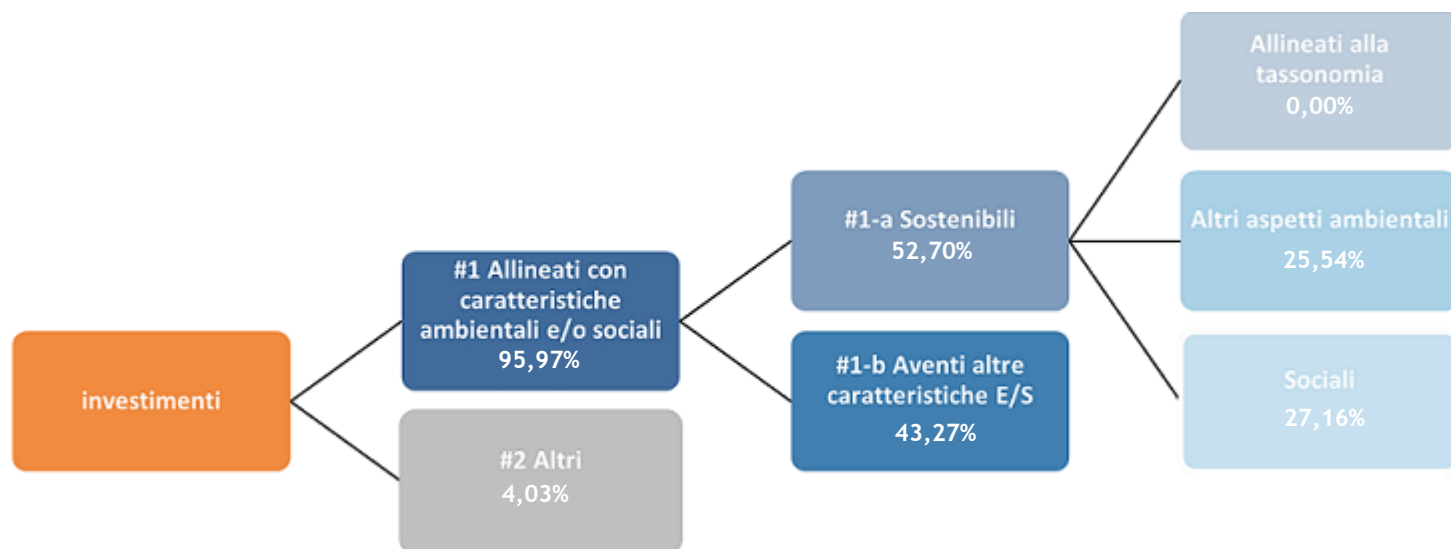 investimenti
#1 Allineati con
caratteristiche
ambientali e/o sociali
95,97%
#2 Altri
4,03%
#1-a Sostenibili
52,70%
#1-b Aventi altre
caratteristiche E/S
43,27%
Allineati alla
tassonomia
0,00%
Altri aspetti ambientali
25,54%
Sociali
27,16%